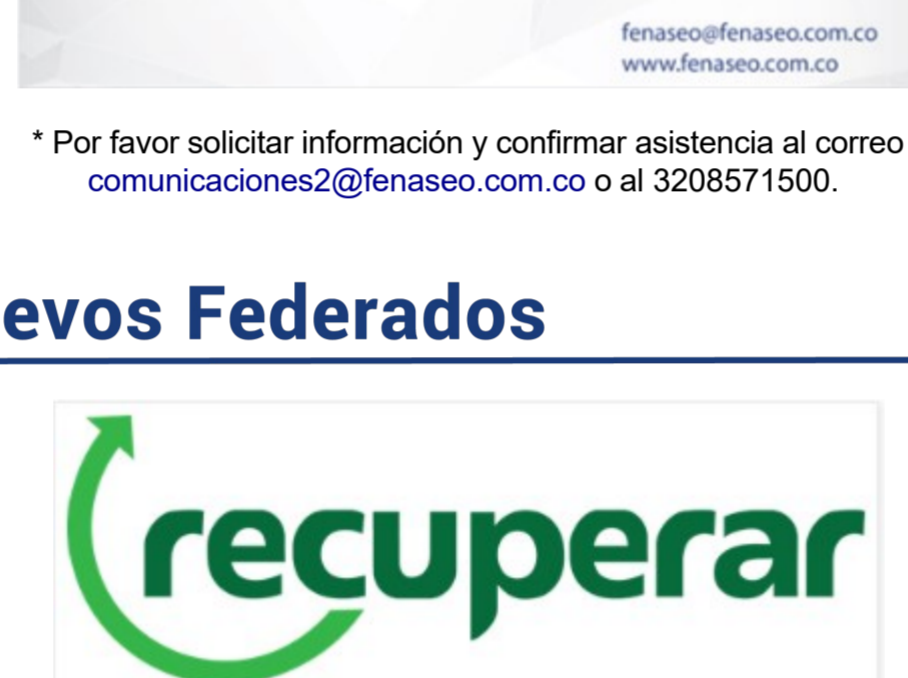 fenaseo@fenaseo.com.co
www.fenaseo.com.co
* Por favor solicitar información y confirmar asistencia al correo
comunicaciones2@fenaseo.com.co o al 3208571500.
evos Federados
recuperar